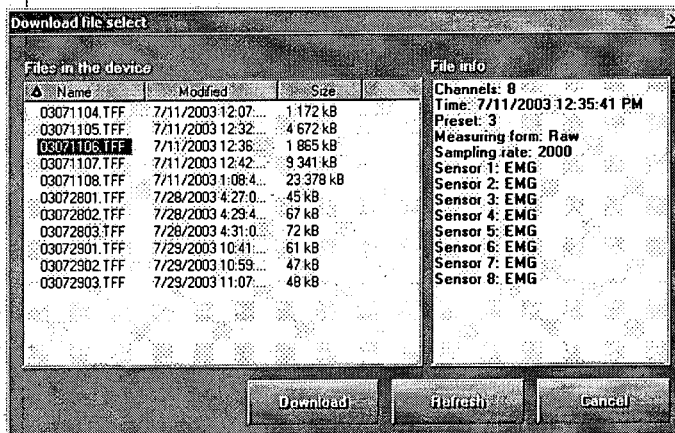 Download file select
Files in the device
Name Modified Size
03071104.TFF 7/11/2003 12:07:... 1 172 kB
03071105.TFF 7/11/2003 12:32:... 4 672 kB
03071106.TFF 7/11/2003 12:36:... 1 865 kB
03071107.TFF 7/11/2003 12:42:... 9 341 kB
03071108.TFF 7/11/2003 1:08:4... 23 378 kB
03072801.TFF 7/28/2003 4:27:0... 45 kB
03072802.TFF 7/28/2003 4:29:4... 67 kB
03072803.TFF 7/28/2003 4:31:0... 72 kB
03072901.TFF 7/29/2003 10:41:... 61 kB
03072902.TFF 7/29/2003 10:59:... 47 kB
03072903.TFF 7/29/2003 11:07:... 48 kB
File info
Channels: 8
Time: 7/11/2003 12:35:41 PM
Preset: 3
Measuring form: Raw
Sampling rate: 2000
Sensor 1: EMG
Sensor 2: EMG
Sensor 3: EMG
Sensor 4: EMG
Sensor 5: EMG
Sensor 6: EMG
Sensor 7: EMG
Sensor 8: EMG
Download Refresh Cancel